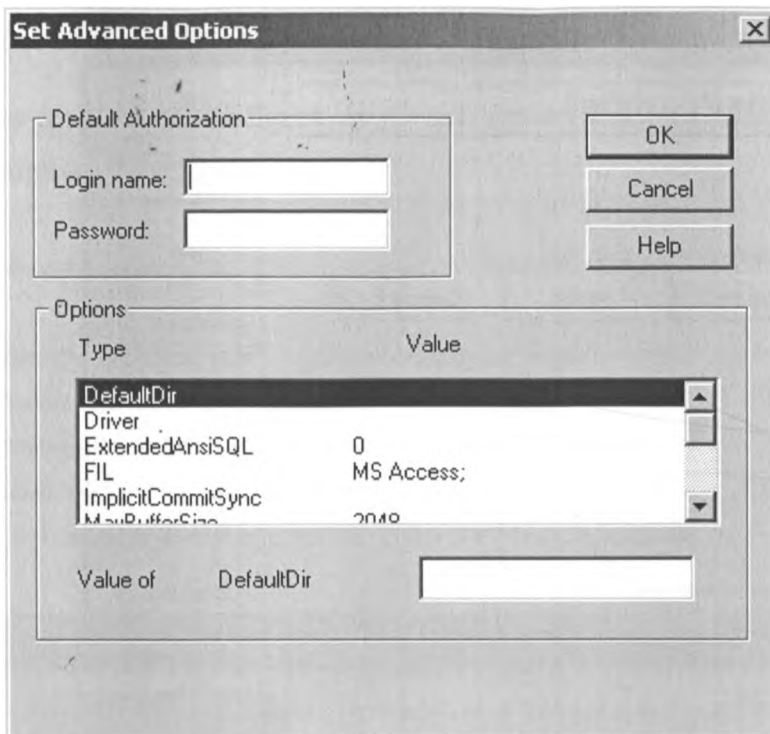 Set Advanced Options
Default Authorization
Login name:
Password:
OK
Cancel
Help
Options
Type Value
DefaultDir
Driver
ExtendedAnsiSQL 0
FIL MS Access;
ImplicitCommitSync
MaxBufferSize 2048
Value of DefaultDir